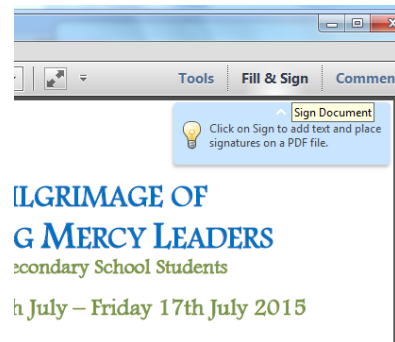 Tools Fill & Sign Commen
Sign Document
Click on Sign to add text and place
signatures on a PDF file.
ILGRIMAGE OF
G MERCY LEADERS
econdary School Students
h July – Friday 17th July 2015